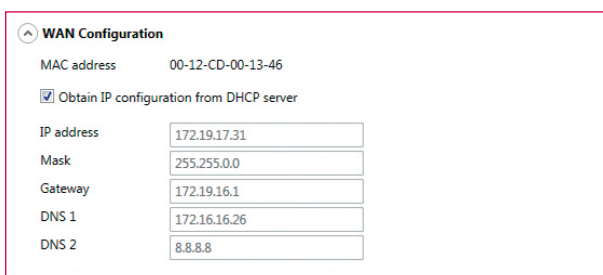 WAN Configuration
MAC address 00-12-CD-00-13-46
Obtain IP configuration from DHCP server
IP address 172.19.17.31
Mask 255.255.0.0
Gateway 172.19.16.1
DNS 1 172.16.16.26
DNS 2 8.8.8.8